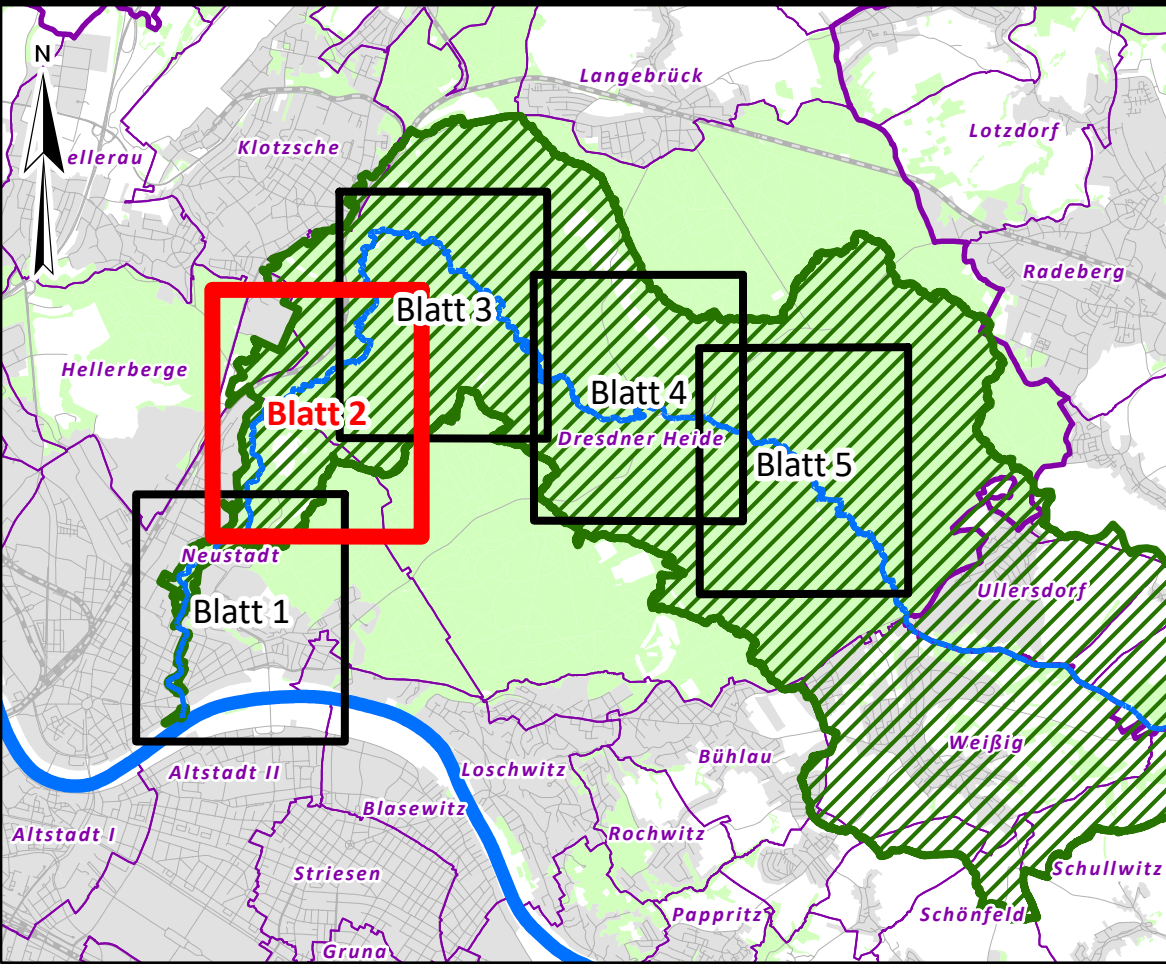 Langebrück
N
Lotzdorf
Klotzsche
ellerau
Radeberg
Blatt 3
Hellerberge
Blatt 4
Blatt 2
Dresdner Heide
Blatt 5
Neustadt
Ullersdorf
Blatt 1
Weißig
Bühlau
Altstadt II
Loschwitz
Blasewitz
Altstadt I
Rochwitz
Striesen
Schullwitz
Pappritz
Schönfeld
Gruna